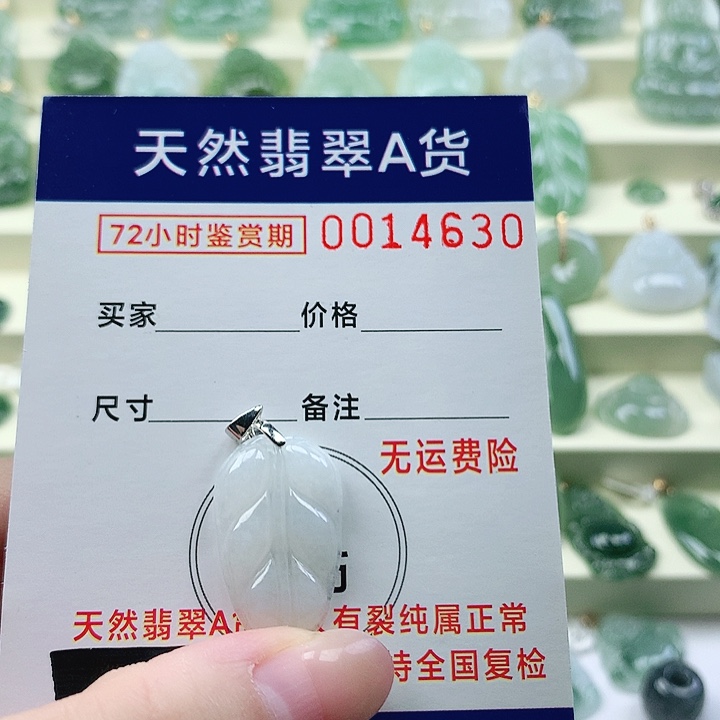 天然翡翠A货
72小时鉴赏期 0014630
买家 价格
尺寸 备注
无运费险
天然翡翠A 有裂纯属正常
持全国复检